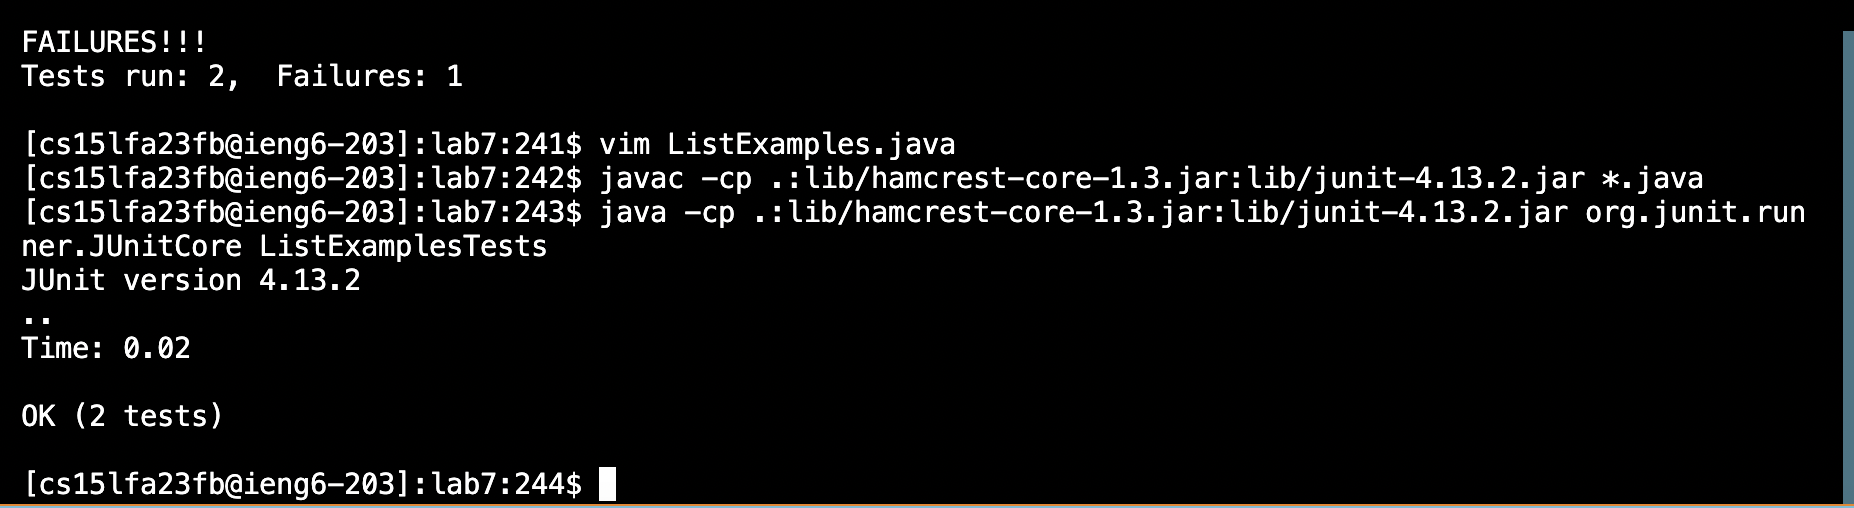 FAILURES!!!
Tests run: 2,  Failures: 1
[cs15lfa23fb@ieng6-203]:lab7:241$ vim ListExamples.java
[cs15lfa23fb@ieng6-203]:lab7:242$ javac -cp .:lib/hamcrest-core-1.3.jar:lib/junit-4.13.2.jar *.java
[cs15lfa23fb@ieng6-203]:lab7:243$ java -cp .:lib/hamcrest-core-1.3.jar:lib/junit-4.13.2.jar org.junit.run
ner.JUnitCore ListExamplesTests
JUnit version 4.13.2
..
Time: 0.02
OK (2 tests)
[cs15lfa23fb@ieng6-203]:lab7:244$